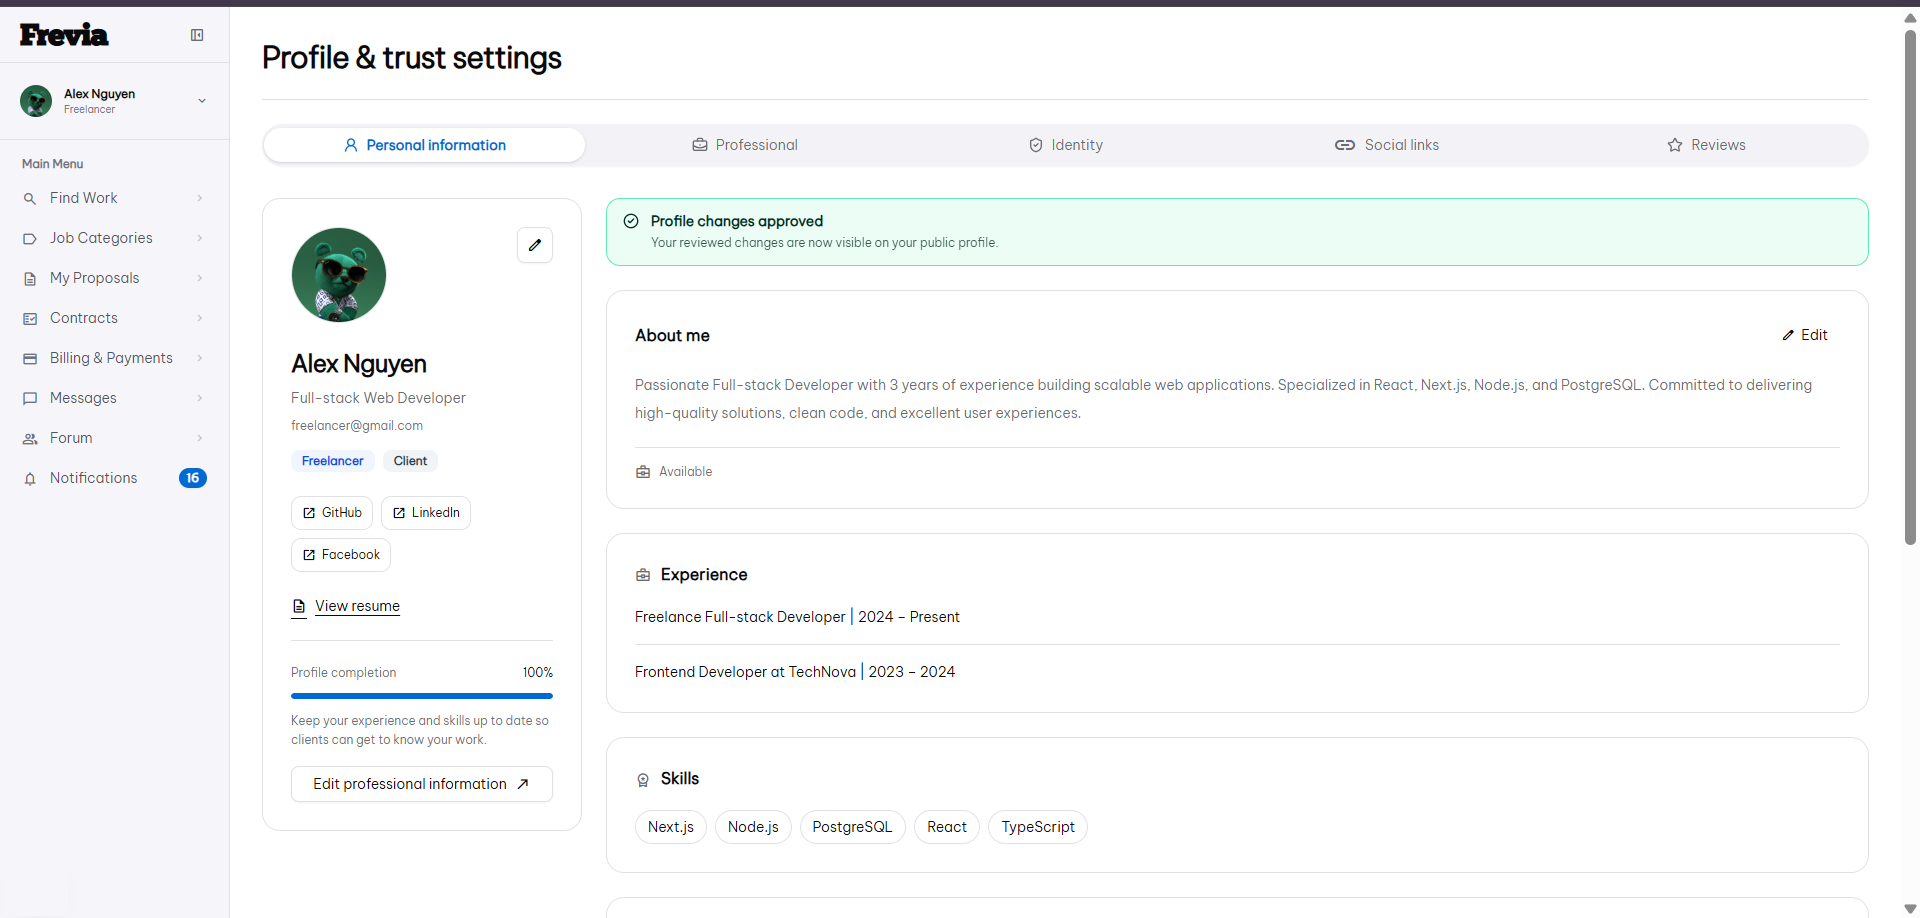 Frevia
Alex Nguyen
Freelancer
Main Menu
Find Work
Job Categories
My Proposals
Contracts
Billing & Payments
Messages
Forum
Notifications
16
Profile & trust settings
Personal information
Professional
Identity
Social links
Reviews
Alex Nguyen
Full-stack Web Developer
freelancer@gmail.com
Freelancer
Client
GitHub
LinkedIn
Facebook
View resume
Profile completion
100%
Keep your experience and skills up to date so
clients can get to know your work.
Edit professional information
Profile changes approved
Your reviewed changes are now visible on your public profile.
About me
Edit
Passionate Full-stack Developer with 3 years of experience building scalable web applications. Specialized in React, Next.js, Node.js, and PostgreSQL. Committed to delivering
high-quality solutions, clean code, and excellent user experiences.
Available
Experience
Freelance Full-stack Developer | 2024 – Present
Frontend Developer at TechNova | 2023 – 2024
Skills
Next.js
Node.js
PostgreSQL
React
TypeScript